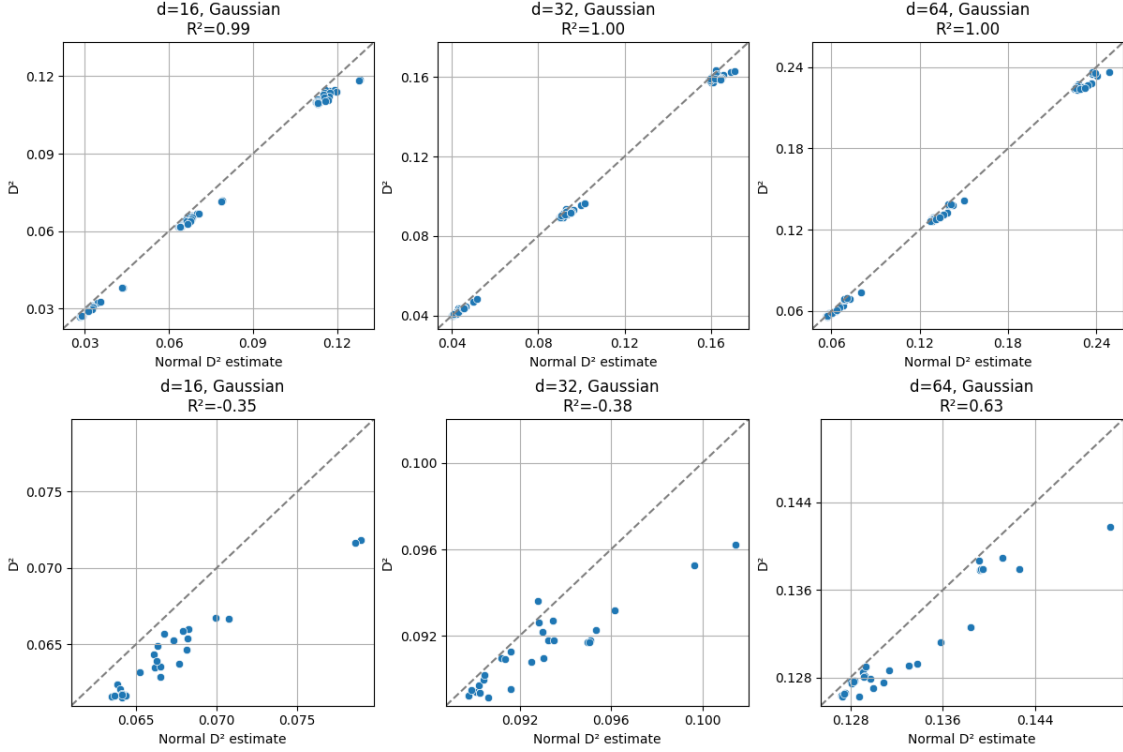 d=16, Gaussian
R²=0.99
d=32, Gaussian
R²=1.00
d=64, Gaussian
R²=1.00
D²
0.12
0.09
0.06
0.03
0.03
0.06
0.09
0.12
Normal D² estimate
D²
0.16
0.12
0.08
0.04
0.04
0.08
0.12
0.16
Normal D² estimate
D²
0.24
0.18
0.12
0.06
0.06
0.12
0.18
0.24
Normal D² estimate
d=16, Gaussian
R²=-0.35
d=32, Gaussian
R²=-0.38
d=64, Gaussian
R²=0.63
D²
0.075
0.070
0.065
0.065
0.070
0.075
Normal D² estimate
D²
0.100
0.096
0.092
0.092
0.096
0.100
Normal D² estimate
D²
0.144
0.136
0.128
0.128
0.136
0.144
Normal D² estimate